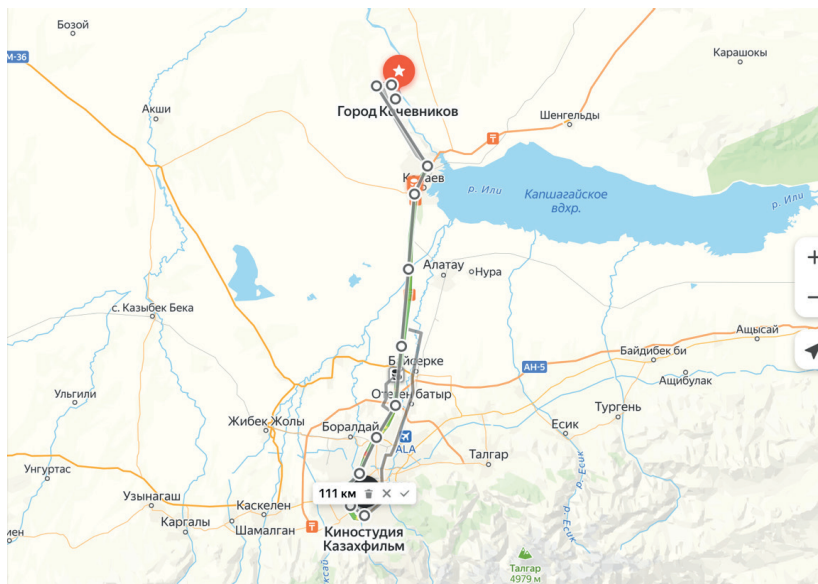 Бозой
М-36
Карашокы
Акши
Город Кочевников
Шенгельды
р. Или
Капшагайское
вдхр.
р. Или
Алатау
Нура
с. Казыбек Бека
Ащысай
Байсерке
Байдибек би
АН-5
Ащибулак
Ульгили
Отеген батыр
Тургень
Жибек Жолы
Боралдай
Есик
ALA
Талгар
Унгуртас
р. Есик
111 км
Узынагаш
Каскелен
Каргалы
Шамалган
Киностудия
Казахфильм
р. Есик
Талгар
4979 м